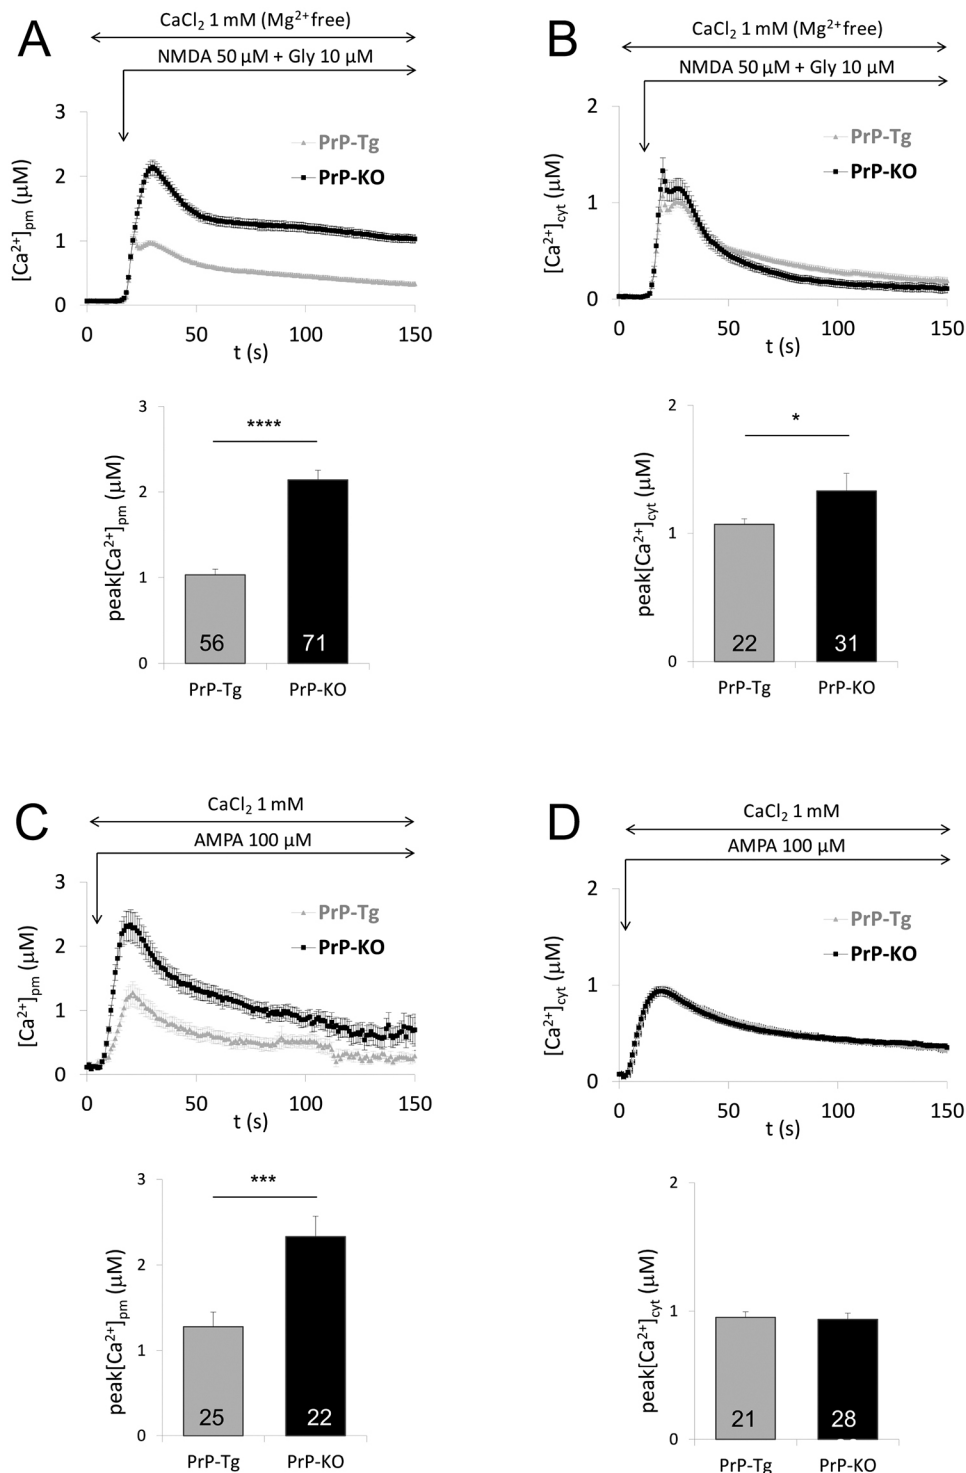 A
CaCl₂ 1 mM (Mg²⁺free)
NMDA 50 µM + Gly 10 µM
PrP-Tg
PrP-KO
[Ca²⁺]pm (µM)
3
2
1
0
0 50 100 150
t (s)
peak[Ca²⁺]pm (µM)
3
2
1
0
****
56 71
PrP-Tg PrP-KO
B
CaCl₂ 1 mM (Mg²⁺free)
NMDA 50 µM + Gly 10 µM
PrP-Tg
PrP-KO
[Ca²⁺]cyt (µM)
2
1
0
0 50 100 150
t (s)
peak[Ca²⁺]cyt (µM)
2
1
0
*
22 31
PrP-Tg PrP-KO
C
CaCl₂ 1 mM
AMPA 100 µM
PrP-Tg
PrP-KO
[Ca²⁺]pm (µM)
3
2
1
0
0 50 100 150
t (s)
peak[Ca²⁺]pm (µM)
3
2
1
0
***
25 22
PrP-Tg PrP-KO
D
CaCl₂ 1 mM
AMPA 100 µM
PrP-Tg
PrP-KO
[Ca²⁺]cyt (µM)
2
1
0
0 50 100 150
t (s)
peak[Ca²⁺]cyt (µM)
2
1
0
21 28
PrP-Tg PrP-KO